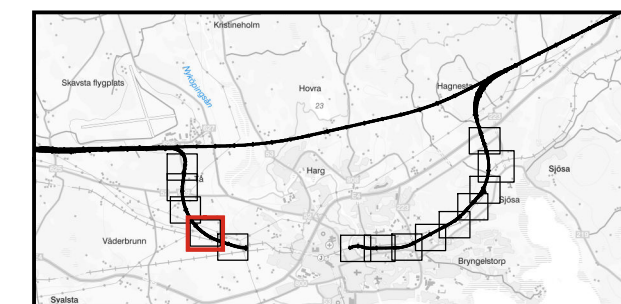 Kristineholm
Skavsta flygplats
Nyköpingsån
Hovra
Hagnesta
23
Harg
Sjösa
Sjösa
Väderbrunn
Bryngelstorp
Svalsta